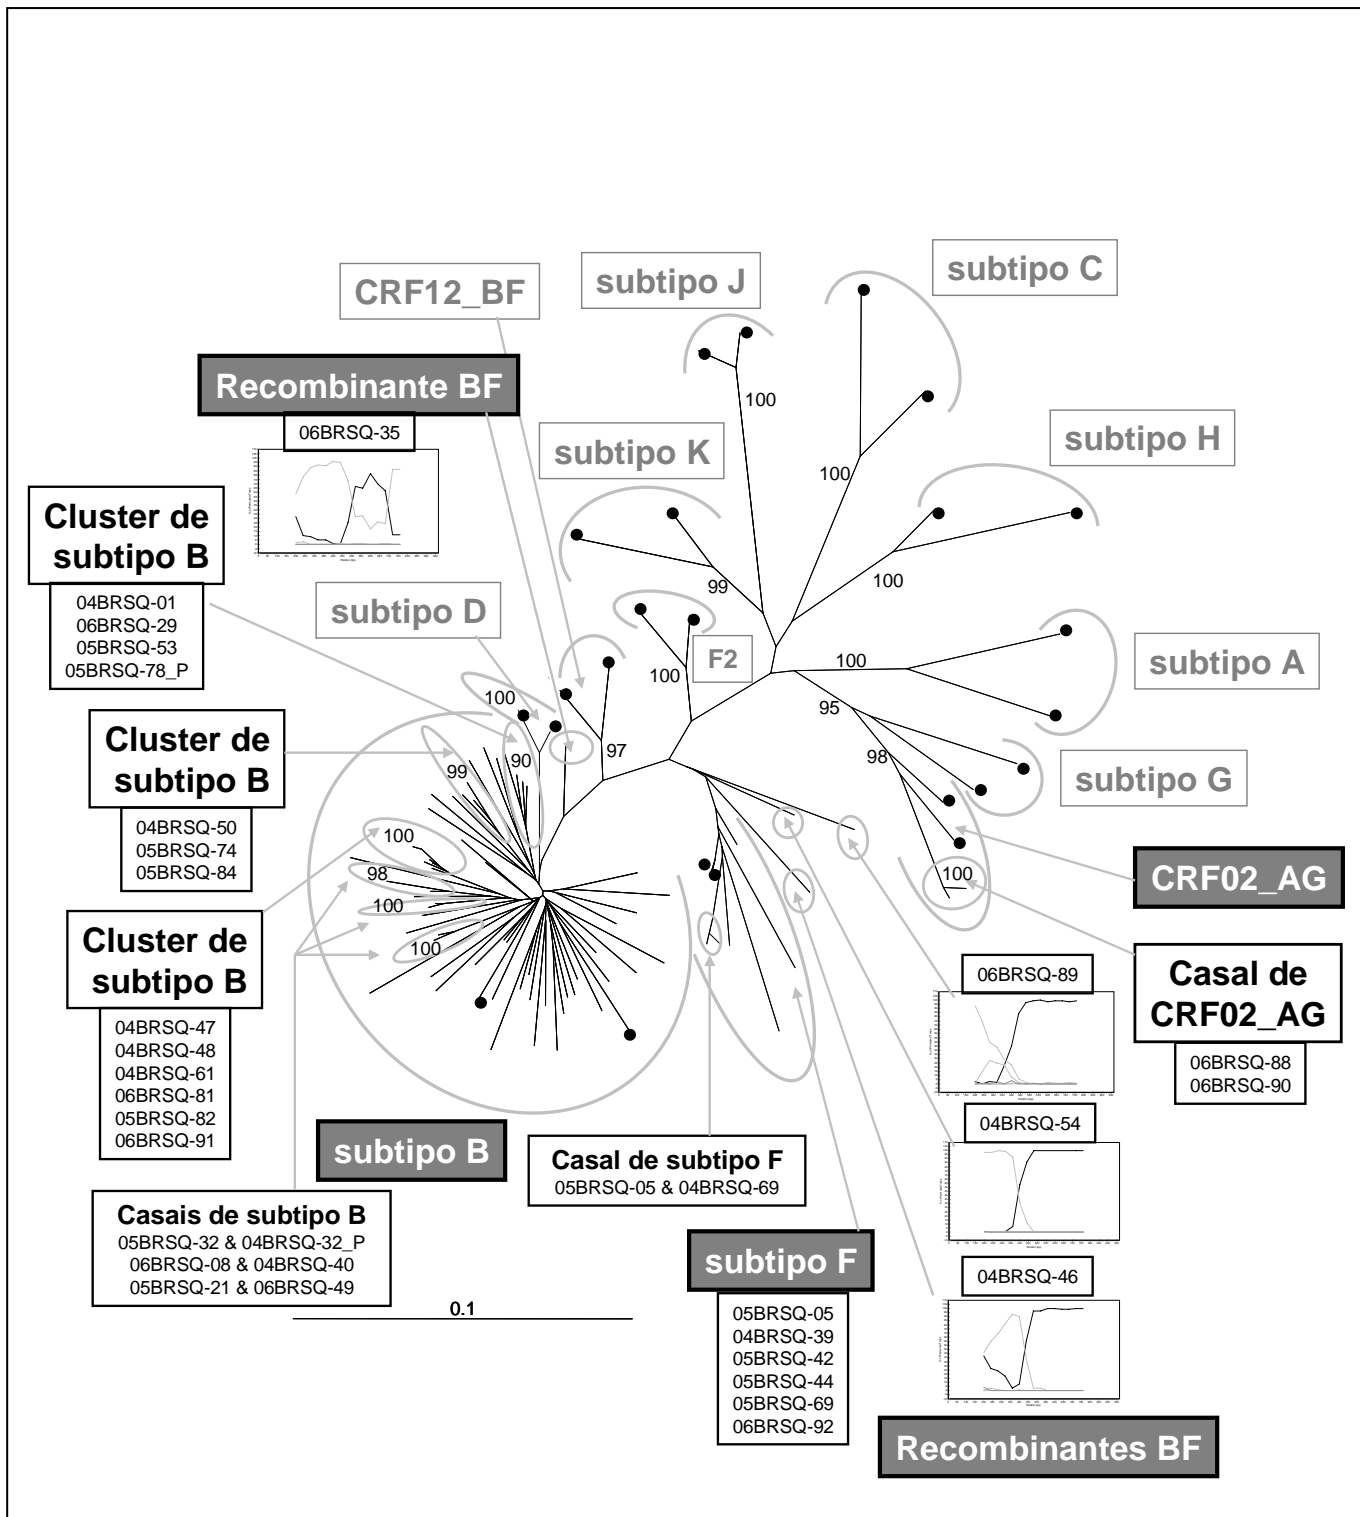 subtipo C
subtipo J
CRF12_BF
Recombinante BF
06BRSQ-35
100
subtipo K
subtipo H
100
Cluster de
subtipo B
04BRSQ-01
06BRSQ-29
05BRSQ-53
05BRSQ-78_P
99
100
subtipo D
F2
100
100
subtipo A
100
95
97
98
subtipo G
Cluster de
subtipo B
04BRSQ-50
05BRSQ-74
05BRSQ-84
90
99
100
98
100
100
100
CRF02_AG
Cluster de
subtipo B
04BRSQ-47
04BRSQ-48
04BRSQ-61
06BRSQ-81
05BRSQ-82
06BRSQ-91
Casal de
CRF02_AG
06BRSQ-88
06BRSQ-90
06BRSQ-89
04BRSQ-54
04BRSQ-46
subtipo B
Casal de subtipo F
05BRSQ-05 & 04BRSQ-69
Casais de subtipo B
05BRSQ-32 & 04BRSQ-32_P
06BRSQ-08 & 04BRSQ-40
05BRSQ-21 & 06BRSQ-49
0.1
subtipo F
05BRSQ-05
04BRSQ-39
05BRSQ-42
05BRSQ-44
05BRSQ-69
06BRSQ-92
Recombinantes BF